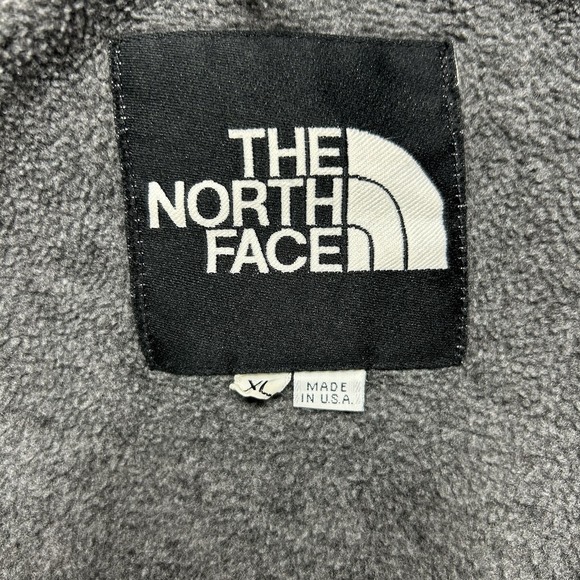 THE
NORTH
FACE
XL
MADE
IN U.S.A.